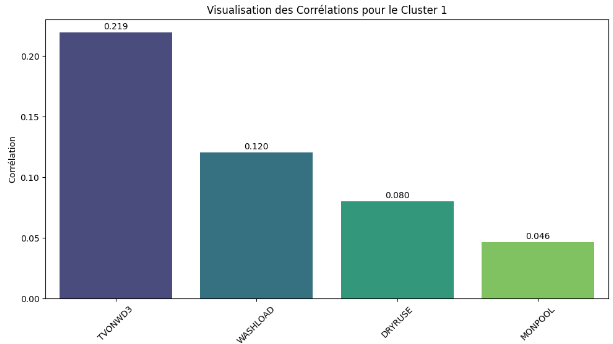 Visualisation des Corrélations pour le Cluster 1
0.219
0.20
0.15
0.120
Corrélation
0.10
0.080
0.05
0.046
0.00
TVONWD3
WASHLOAD
DRYRUSE
MONPOOL